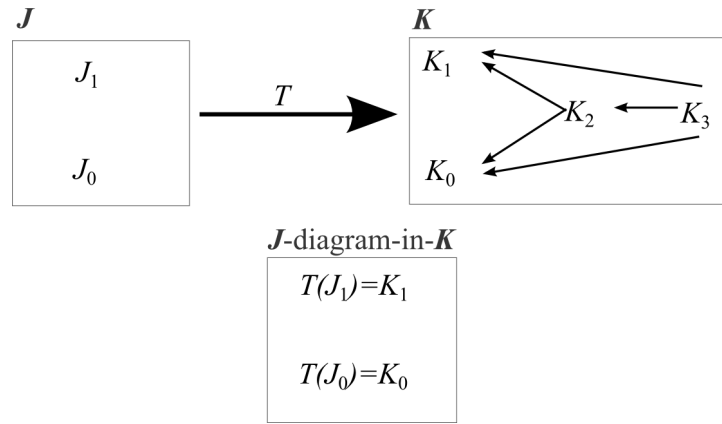 J K
J₁ T K₁
K₂ K₃
J₀ K₀
J-diagram-in-K
T(J₁)=K₁
T(J₀)=K₀